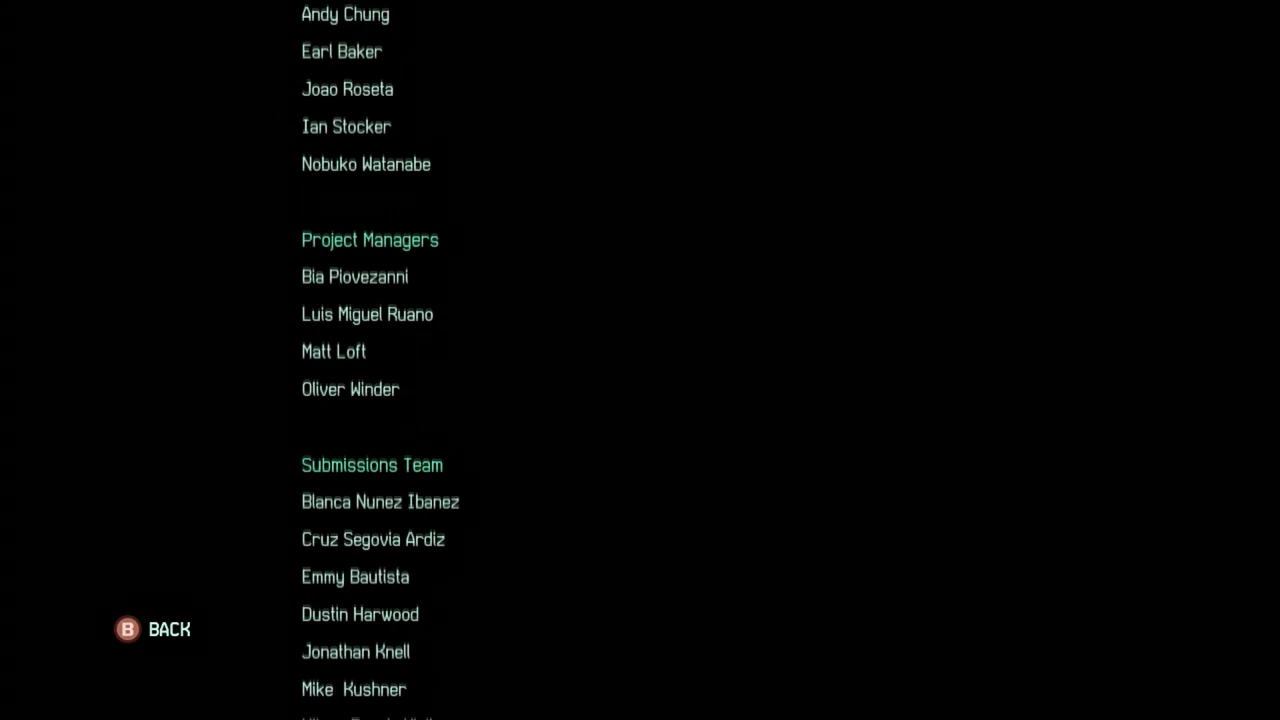 Andy Chung
Earl Baker
Joao Roseta
Ian Stocker
Nobuko Watanabe
Project Managers
Bia Piovezanni
Luis Miguel Ruano
Matt Loft
Oliver Winder
Submissions Team
Blanca Nunez Ibanez
Cruz Segovia Ardiz
Emmy Bautista
Dustin Harwood
B BACK
Jonathan Knell
Mike Kushner